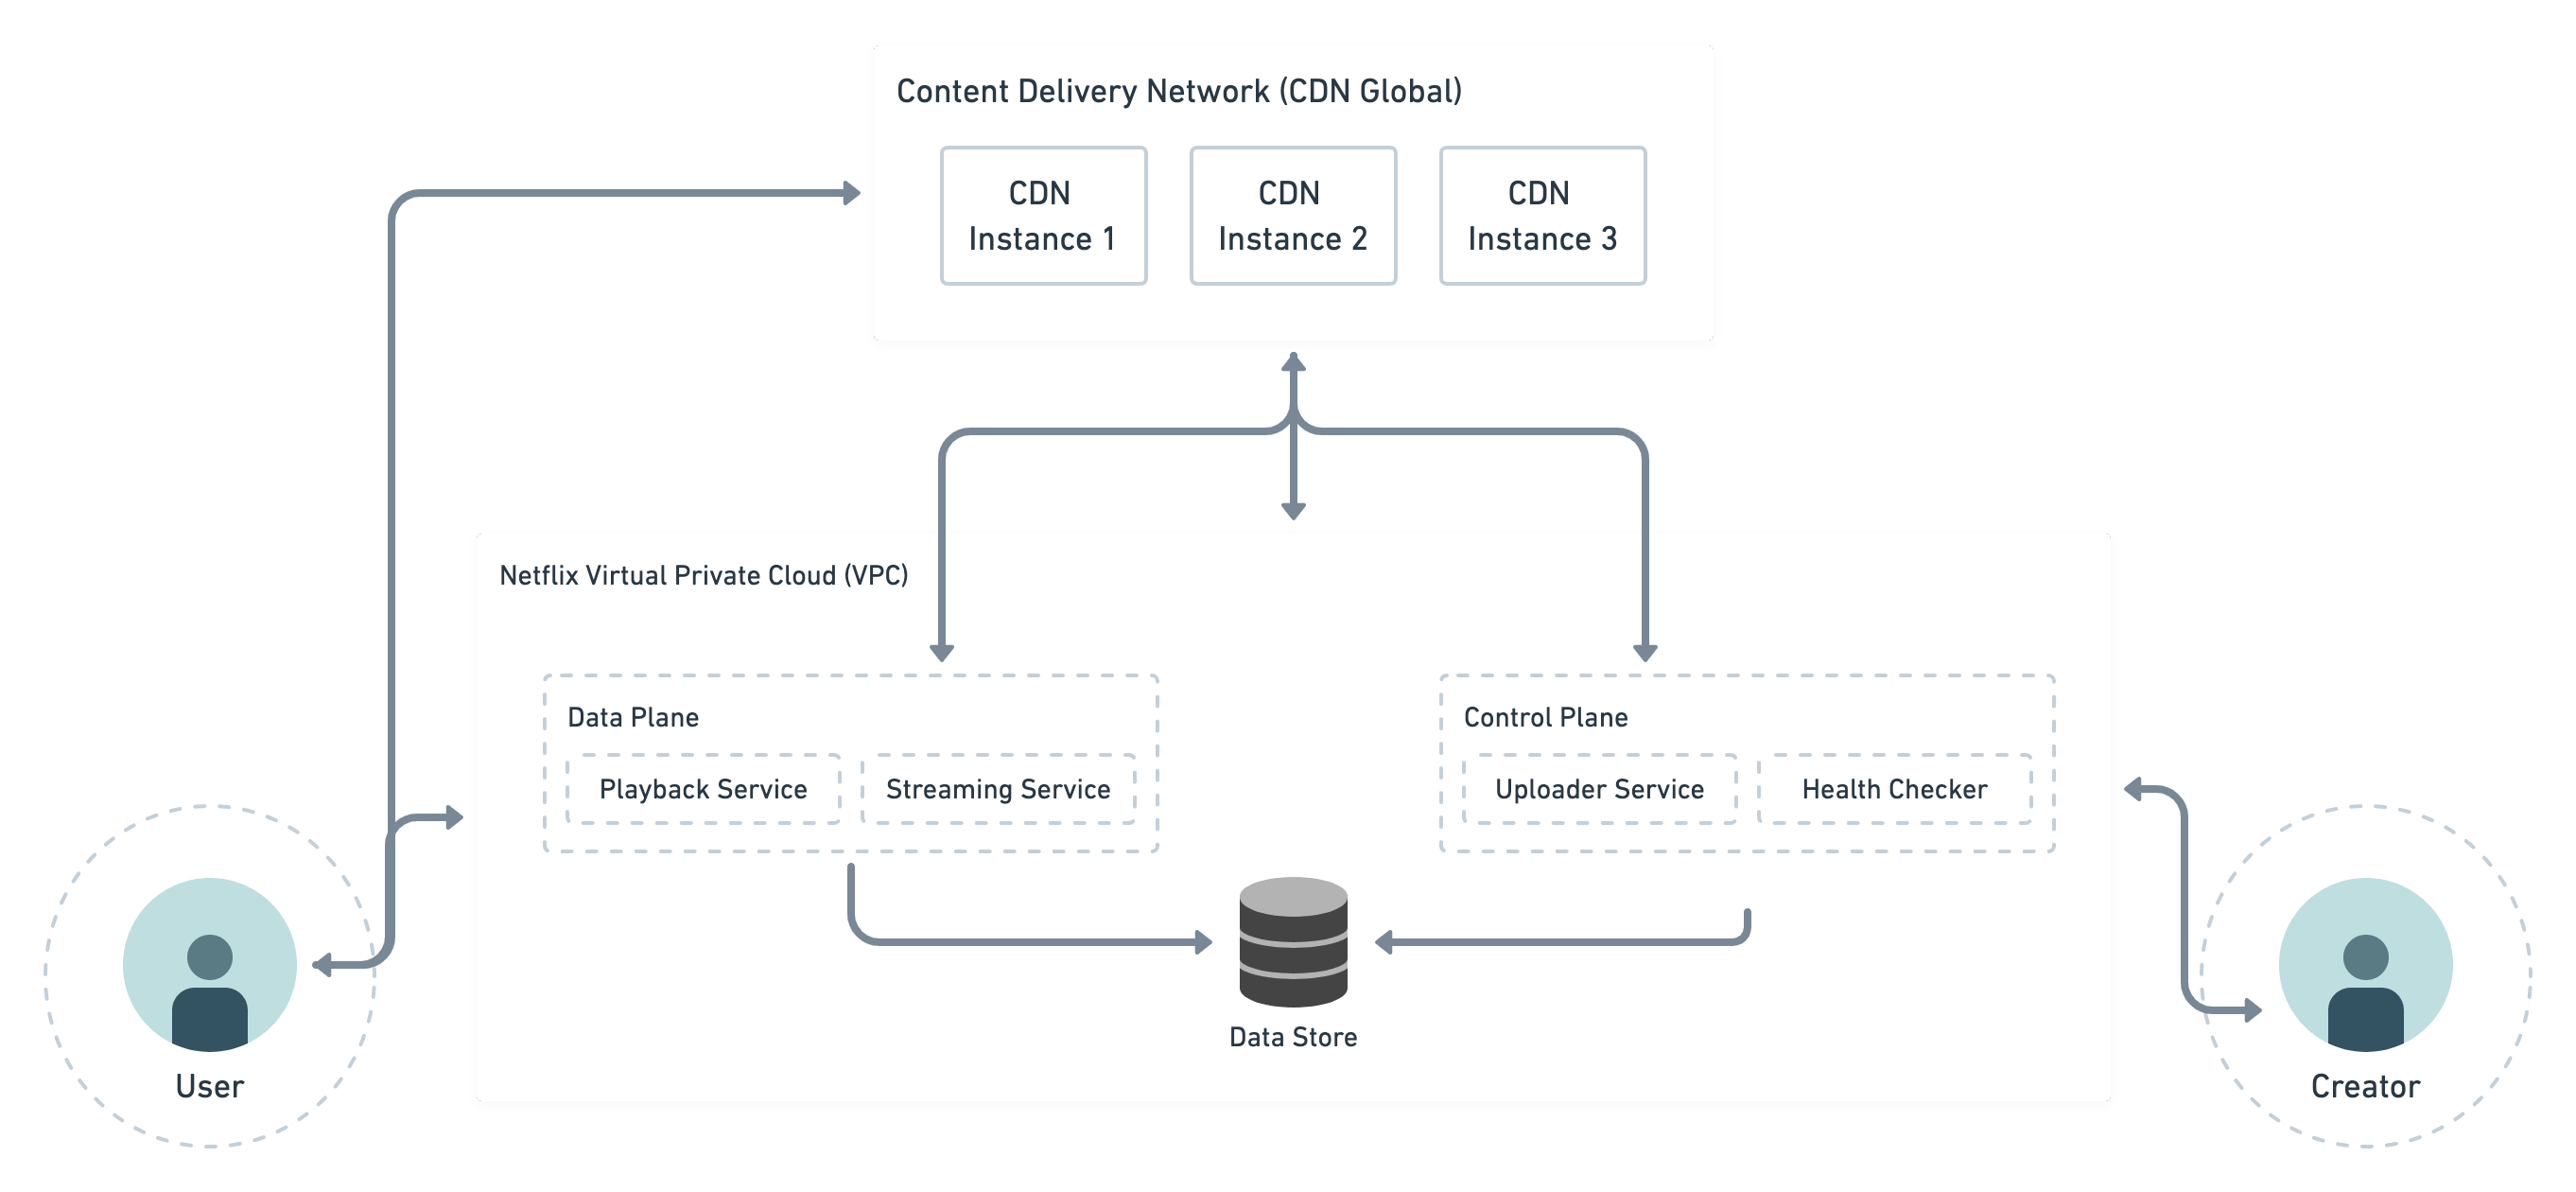 Content Delivery Network (CDN Global)
CDN
Instance 1
CDN
Instance 2
CDN
Instance 3
Netflix Virtual Private Cloud (VPC)
Data Plane
Playback Service
Streaming Service
Control Plane
Uploader Service
Health Checker
Data Store
User
Creator